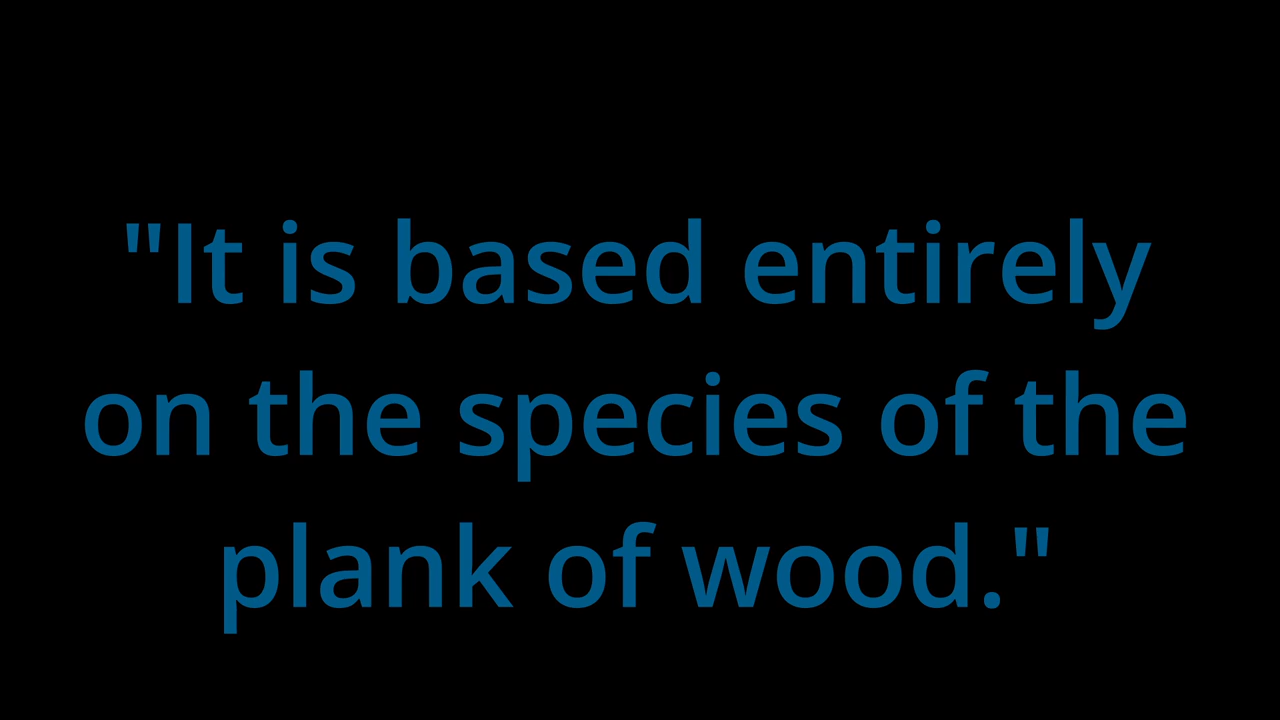 "It is based entirely
on the species of the
plank of wood."